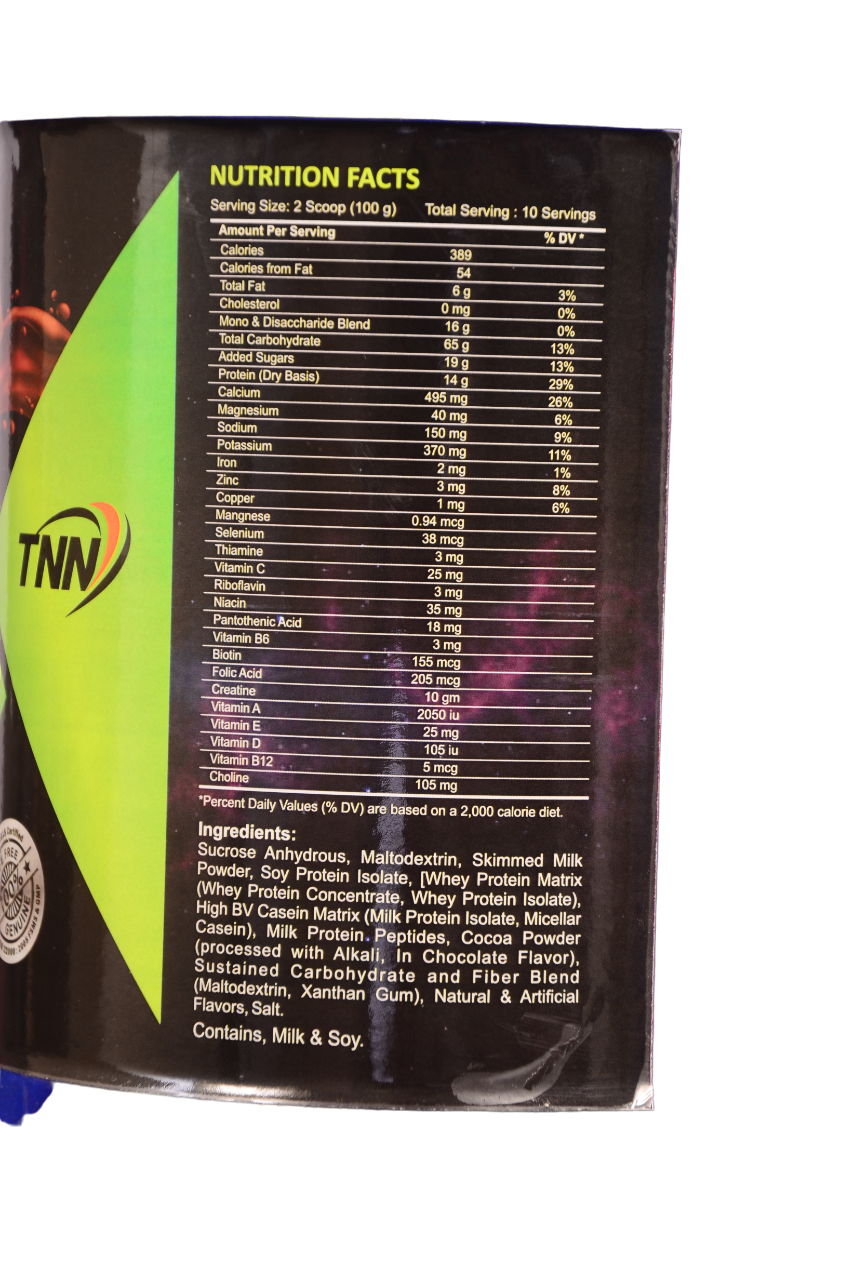 NUTRITION FACTS
Serving Size: 2 Scoop (100 g) Total Serving : 10 Servings
Amount Per Serving % DV *
Calories 389
Calories from Fat 54
Total Fat 6 g 3%
Cholesterol 0 mg 0%
Mono & Disaccharide Blend 16 g 0%
Total Carbohydrate 65 g 13%
Added Sugars 19 g 13%
Protein (Dry Basis) 14 g 29%
Calcium 495 mg 26%
Magnesium 40 mg 6%
Sodium 150 mg 9%
Potassium 370 mg 11%
Iron 2 mg 1%
Zinc 3 mg 8%
Copper 1 mg 6%
Mangnese 0.94 mcg
Selenium 38 mcg
Thiamine 3 mg
Vitamin C 25 mg
Riboflavin 3 mg
Niacin 35 mg
Pantothenic Acid 18 mg
Vitamin B6 3 mg
Biotin 155 mcg
Folic Acid 205 mcg
Creatine 10 gm
Vitamin A 2050 iu
Vitamin E 25 mg
Vitamin D 105 iu
Vitamin B12 5 mcg
Choline 105 mg
*Percent Daily Values (% DV) are based on a 2,000 calorie diet.
Ingredients:
Sucrose Anhydrous, Maltodextrin, Skimmed Milk
Powder, Soy Protein Isolate, [Whey Protein Matrix
(Whey Protein Concentrate, Whey Protein Isolate),
High BV Casein Matrix (Milk Protein Isolate, Micellar
Casein), Milk Protein Peptides, Cocoa Powder
(processed with Alkali, In Chocolate Flavor),
Sustained Carbohydrate and Fiber Blend
(Maltodextrin, Xanthan Gum), Natural & Artificial
Flavors, Salt.
Contains, Milk & Soy.
TNN
Certified
FREE
GENUINE